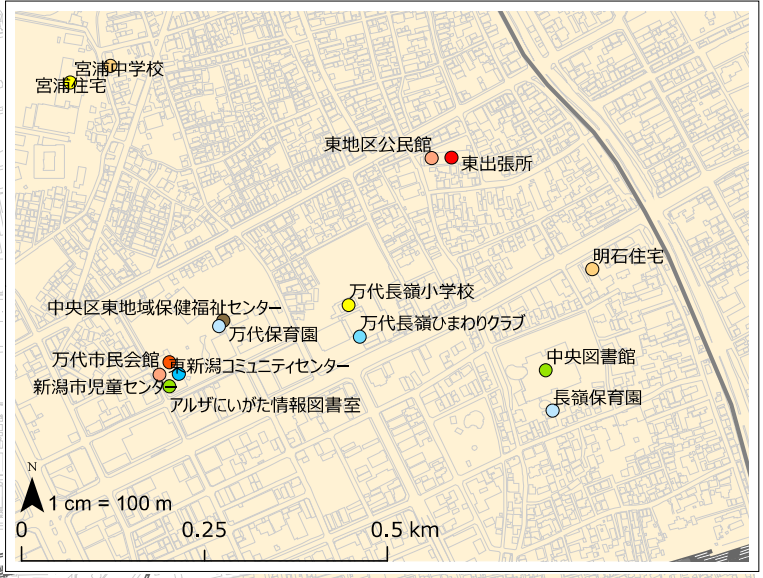 宮浦中学校
宮浦住宅
東地区公民館
東出張所
明石住宅
万代長嶺小学校
中央区東地域保健福祉センター
万代保育園
万代長嶺ひまわりクラブ
万代市民会館
東新潟コミュニティセンター
中央図書館
新潟市児童センター
長嶺保育園
アルザにいがた情報図書室
N
1 cm = 100 m
0 0.25 0.5 km